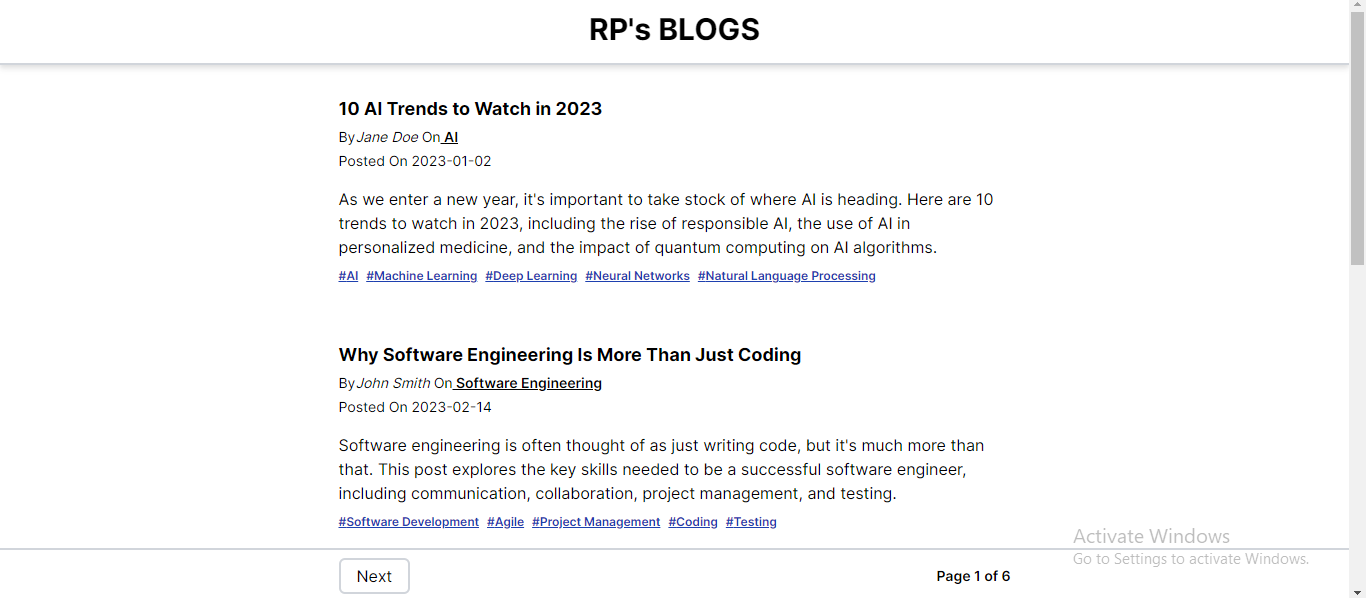 RP's BLOGS
10 AI Trends to Watch in 2023
By Jane Doe On AI
Posted On 2023-01-02
As we enter a new year, it's important to take stock of where AI is heading. Here are 10
trends to watch in 2023, including the rise of responsible AI, the use of AI in
personalized medicine, and the impact of quantum computing on AI algorithms.
#AI #Machine Learning #Deep Learning #Neural Networks #Natural Language Processing
Why Software Engineering Is More Than Just Coding
By John Smith On Software Engineering
Posted On 2023-02-14
Software engineering is often thought of as just writing code, but it's much more than
that. This post explores the key skills needed to be a successful software engineer,
including communication, collaboration, project management, and testing.
#Software Development #Agile #Project Management #Coding #Testing
Activate Windows
Go to Settings to activate Windows.
Next Page 1 of 6